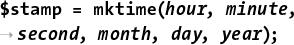 $stamp = mktime(hour, minute,
→ second, month, day, year);